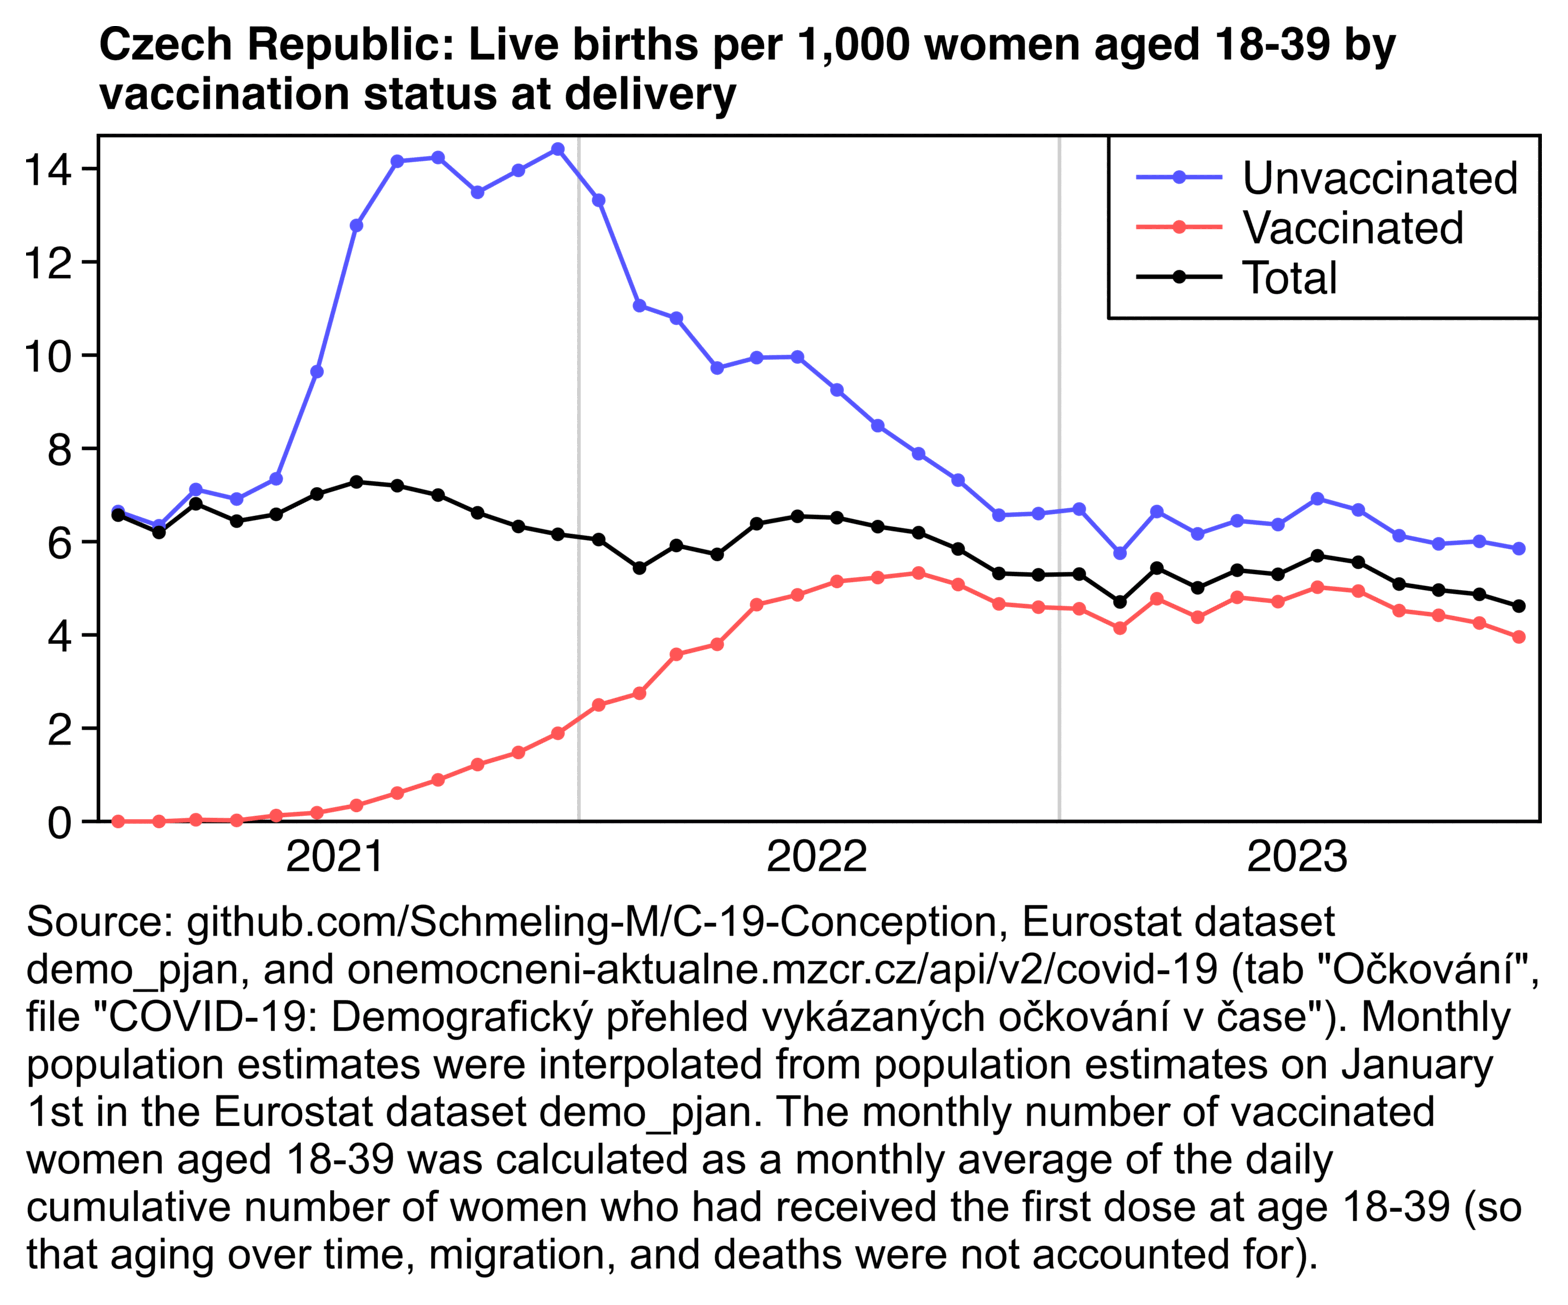 Czech Republic: Live births per 1,000 women aged 18-39 by
vaccination status at delivery
14
12
10
8
6
4
2
0
Unvaccinated
Vaccinated
Total
2021
2022
2023
Source: github.com/Schmeling-M/C-19-Conception, Eurostat dataset
demo_pjan, and onemocneni-aktualne.mzcr.cz/api/v2/covid-19 (tab "Očkování",
file "COVID-19: Demografický přehled vykázaných očkování v čase"). Monthly
population estimates were interpolated from population estimates on January
1st in the Eurostat dataset demo_pjan. The monthly number of vaccinated
women aged 18-39 was calculated as a monthly average of the daily
cumulative number of women who had received the first dose at age 18-39 (so
that aging over time, migration, and deaths were not accounted for).